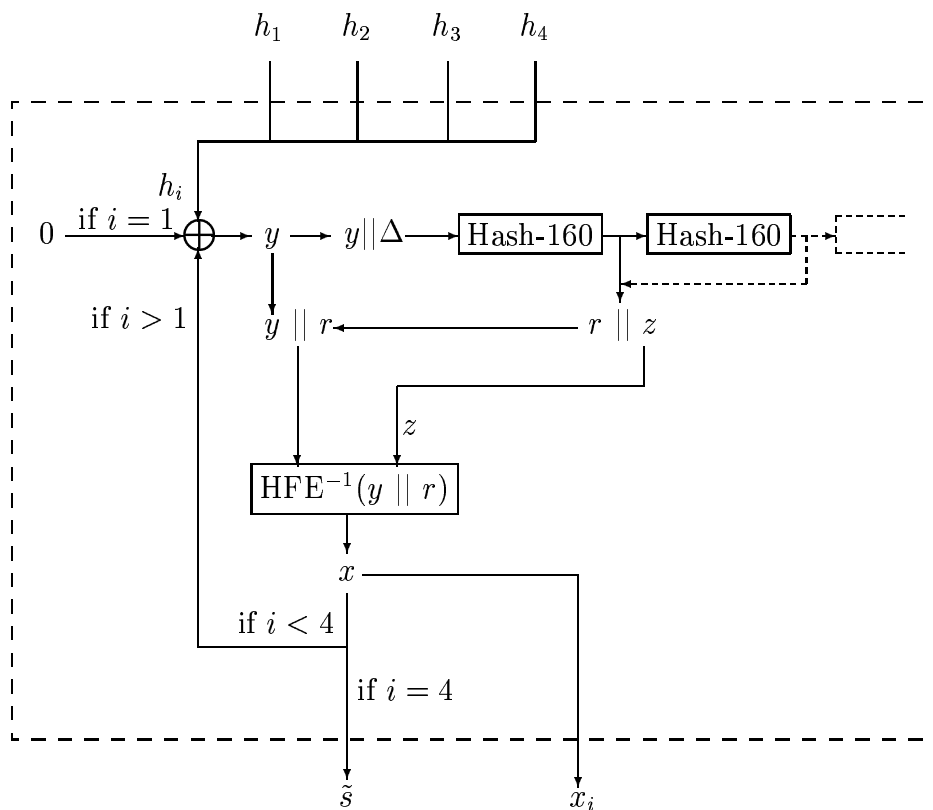 h₁ h₂ h₃ h₄
hᵢ
0 if i = 1 y y||Δ Hash-160 Hash-160
if i > 1 y || r r || z
z
HFE⁻¹(y || r)
x
if i < 4
if i = 4
s̃ xᵢ